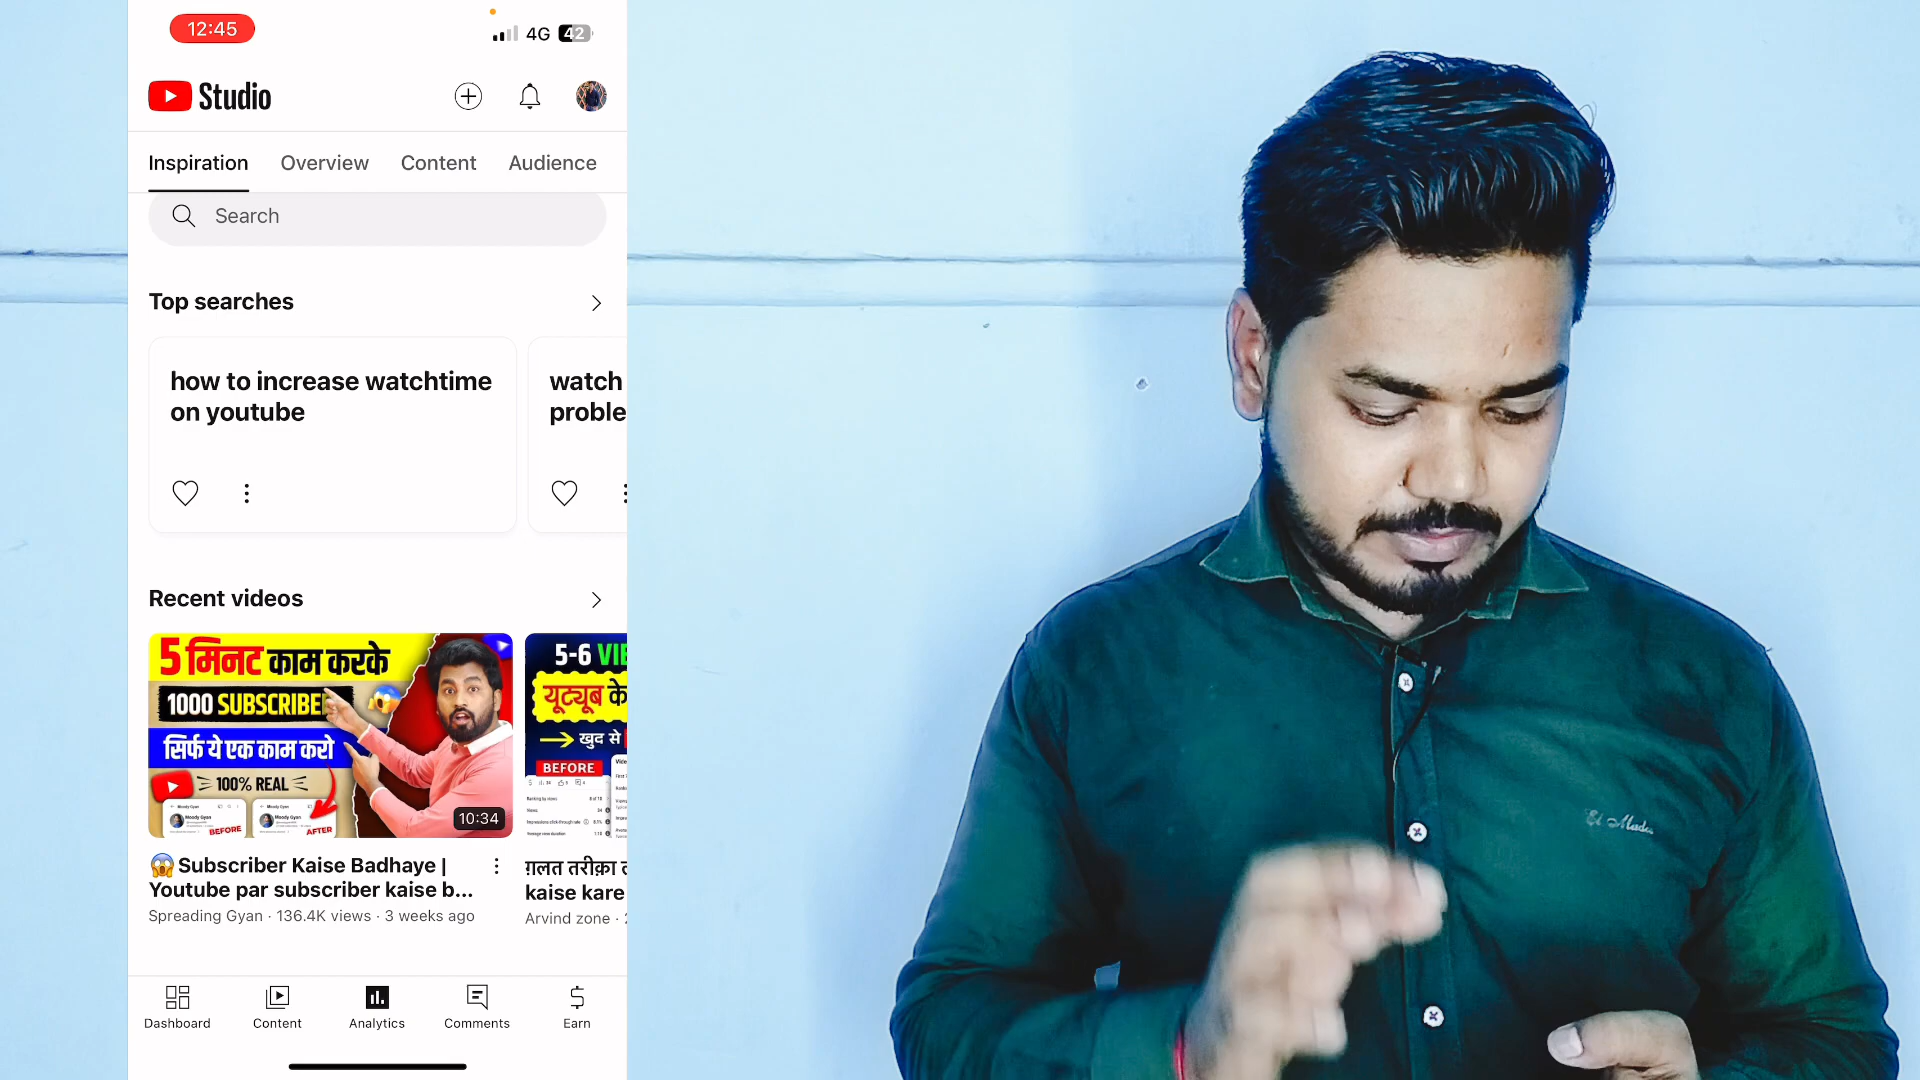 12:45
4G 42
Studio
Inspiration Overview Content Audience
Search
Top searches
how to increase watchtime
on youtube
watch
proble
Recent videos
5 मिनट काम करके
1000 SUBSCRIBE
सिर्फ ये एक काम करो
100% REAL
BEFORE
AFTER
10:34
5-6 VIE
यूट्यूब के
खुद से
BEFORE
😱Subscriber Kaise Badhaye |
Youtube par subscriber kaise b...
Spreading Gyan · 136.4K views · 3 weeks ago
ग़लत तरीक़ा
kaise kare
Arvind zone ·
Dashboard Content Analytics Comments Earn